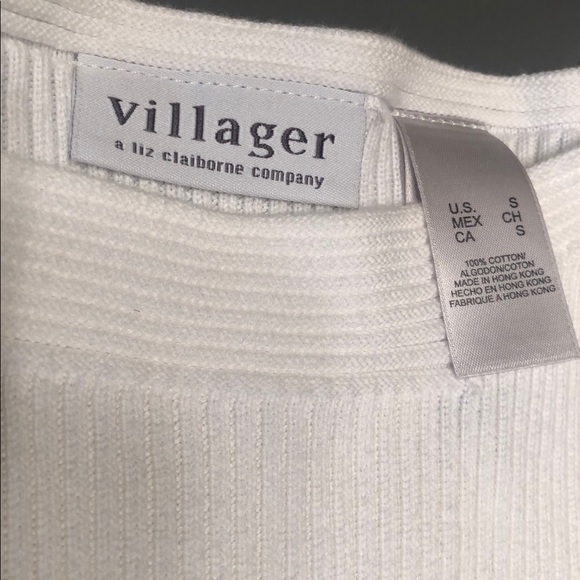 villager
a liz claiborne company
U.S. S
MEX CH
CA S
100% COTTON/
ALGODON/COTON
MADE IN HONG KONG
HECHO EN HONG KONG
FABRIQUE A HONG KONG